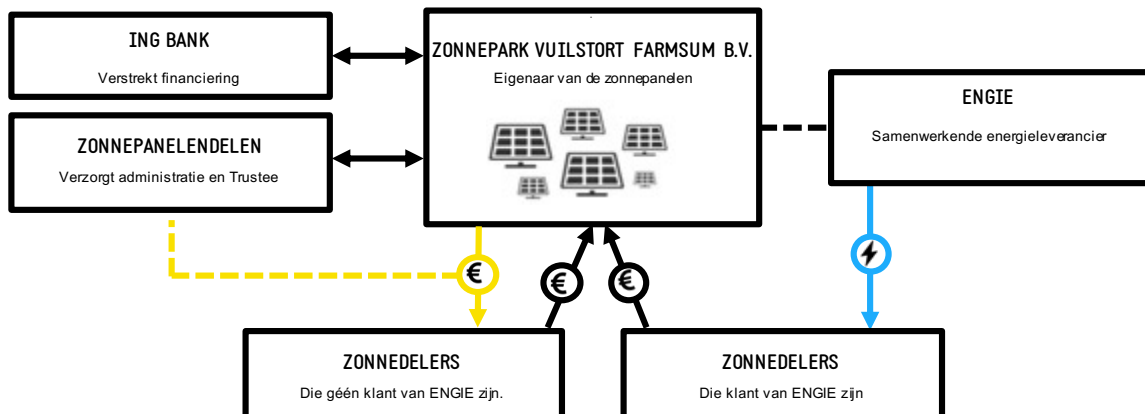 ING BANK
Verstrekt financiering
ZONNEPANELENDELEN
Verzorgt administratie en Trustee
ZONNEPARK VUILSTORT FARMSUM B.V.
Eigenaar van de zonnepanelen
ENGIE
Samenwerkende energieleverancier
€
€
€
ZONNEDELERS
Die géén klant van ENGIE zijn.
ZONNEDELERS
Die klant van ENGIE zijn